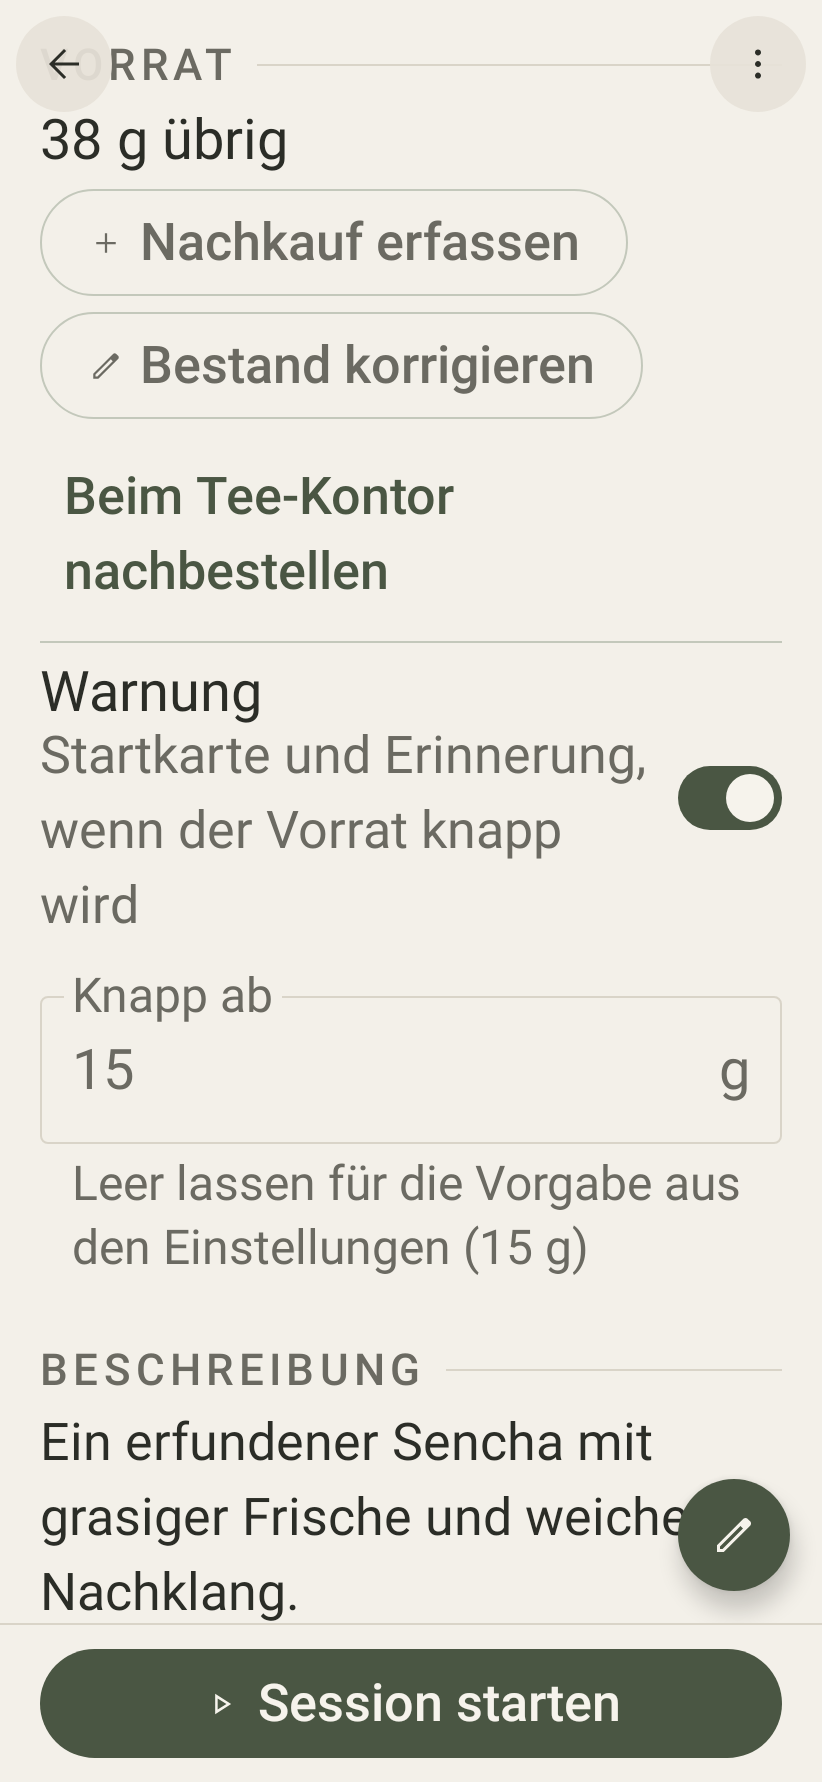 VORRAT
38 g übrig
Nachkauf erfassen
Bestand korrigieren
Beim Tee-Kontor
nachbestellen
Warnung
Startkarte und Erinnerung,
wenn der Vorrat knapp
wird
Knapp ab
15 g
Leer lassen für die Vorgabe aus
den Einstellungen (15 g)
BESCHREIBUNG
Ein erfundener Sencha mit
grasiger Frische und weiche
Nachklang.
Session starten